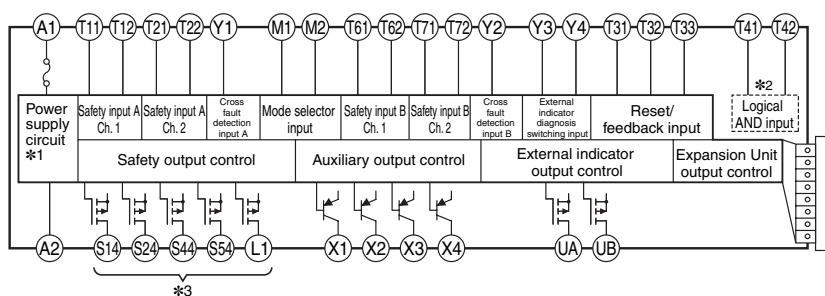 A1 T11 T12 T21 T22 Y1 M1 M2 T61 T62 T71 T72 Y2 Y3 Y4 T31 T32 T33 T41 T42
✻2
Power
supply
circuit
✻1
Safety input A
Ch. 1
Safety input A
Ch. 2
Cross
fault
detection
input A
Mode selector
input
Safety input B
Ch. 1
Safety input B
Ch. 2
Cross
fault
detection
input B
External
indicator
diagnosis
switching input
Reset/
feedback input
Logical
AND input
Safety output control
Auxiliary output control
External indicator
output control
Expansion Unit
output control
A2 S14 S24 S44 S54 L1 X1 X2 X3 X4 UA UB
✻3